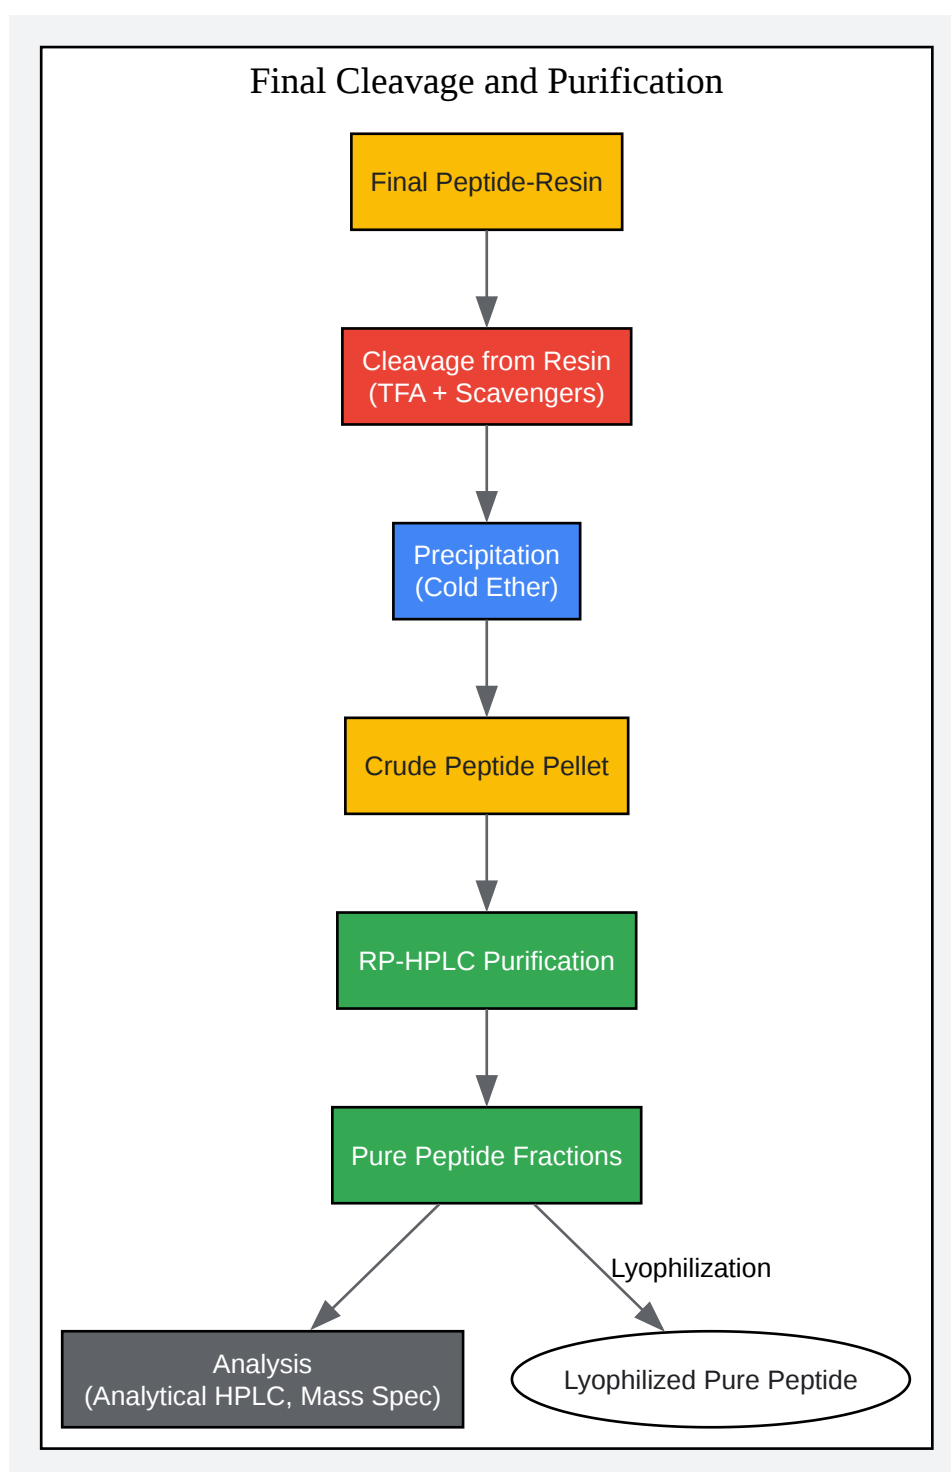 Final Cleavage and Purification
Final Peptide-Resin
Cleavage from Resin
(TFA + Scavengers)
Precipitation
(Cold Ether)
Crude Peptide Pellet
RP-HPLC Purification
Pure Peptide Fractions
Lyophilization
Analysis
(Analytical HPLC, Mass Spec)
Lyophilized Pure Peptide